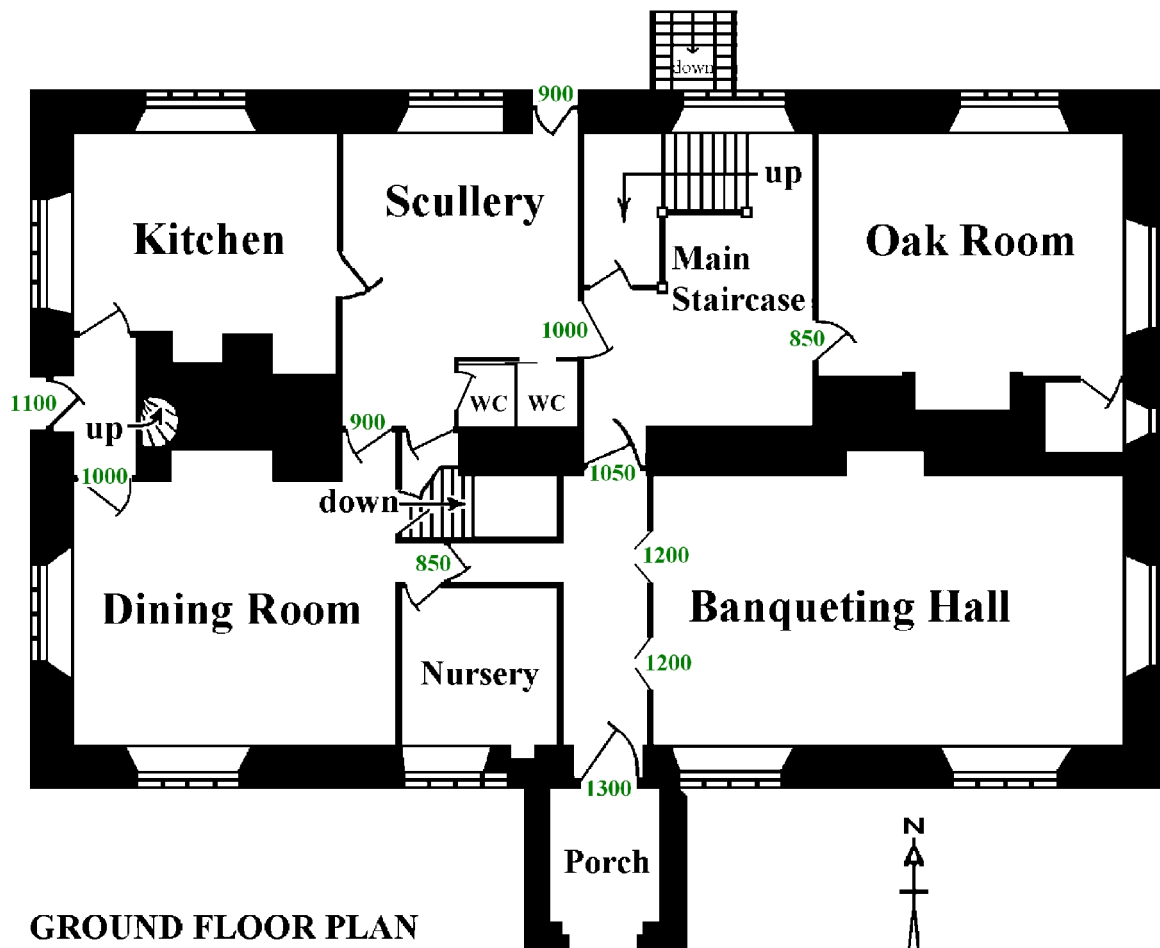 down
900
up
Scullery
Kitchen
Oak Room
Main
Staircase
1000
850
1100
WC
WC
up
900
1000
1050
down
1200
850
Dining Room
Banqueting Hall
1200
Nursery
1300
N
Porch
GROUND FLOOR PLAN